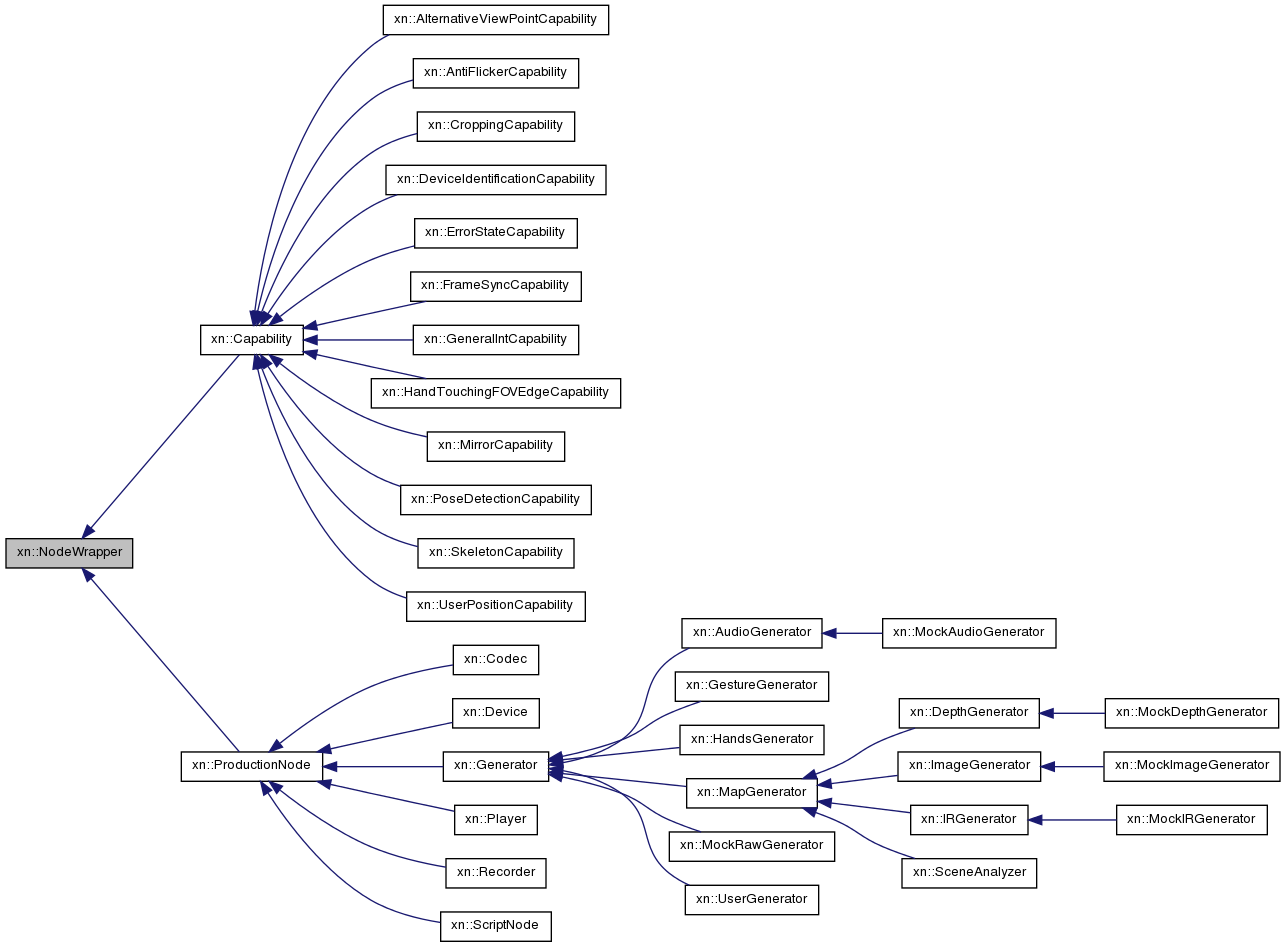 xn::AlternativeViewPointCapability
xn::AntiFlickerCapability
xn::CroppingCapability
xn::DeviceIdentificationCapability
xn::ErrorStateCapability
xn::FrameSyncCapability
xn::Capability
xn::GeneralIntCapability
xn::HandTouchingFOVEdgeCapability
xn::MirrorCapability
xn::PoseDetectionCapability
xn::NodeWrapper
xn::SkeletonCapability
xn::UserPositionCapability
xn::AudioGenerator
xn::MockAudioGenerator
xn::Codec
xn::GestureGenerator
xn::Device
xn::DepthGenerator
xn::MockDepthGenerator
xn::HandsGenerator
xn::ProductionNode
xn::Generator
xn::ImageGenerator
xn::MockImageGenerator
xn::MapGenerator
xn::Player
xn::IRGenerator
xn::MockIRGenerator
xn::MockRawGenerator
xn::Recorder
xn::SceneAnalyzer
xn::UserGenerator
xn::ScriptNode